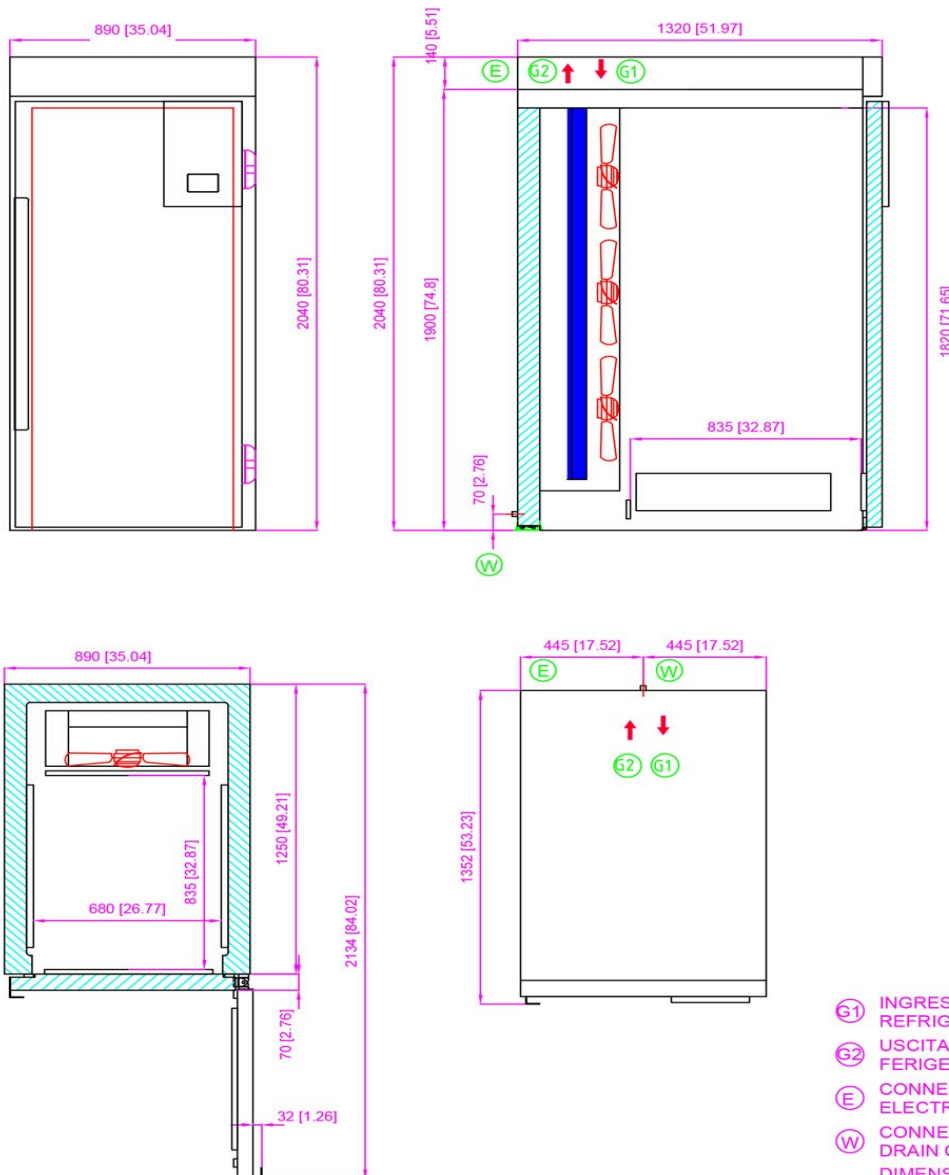 890 [35.04]
2040 [80.31]
140 [5.51]
1320 [51.97]
E
G2
G1
2040 [80.31]
1900 [74.8]
1820 [71.65]
835 [32.87]
70 [2.76]
W
890 [35.04]
1250 [49.21]
835 [32.87]
680 [26.77]
2134 [84.02]
70 [2.76]
32 [1.26]
445 [17.52]
445 [17.52]
E
W
G2
G1
1352 [53.23]
G1 INGRES
REFRIG
G2 USCITA
FERIGE
E CONNE
ELECTR
W CONNE
DRAIN
DIMENS